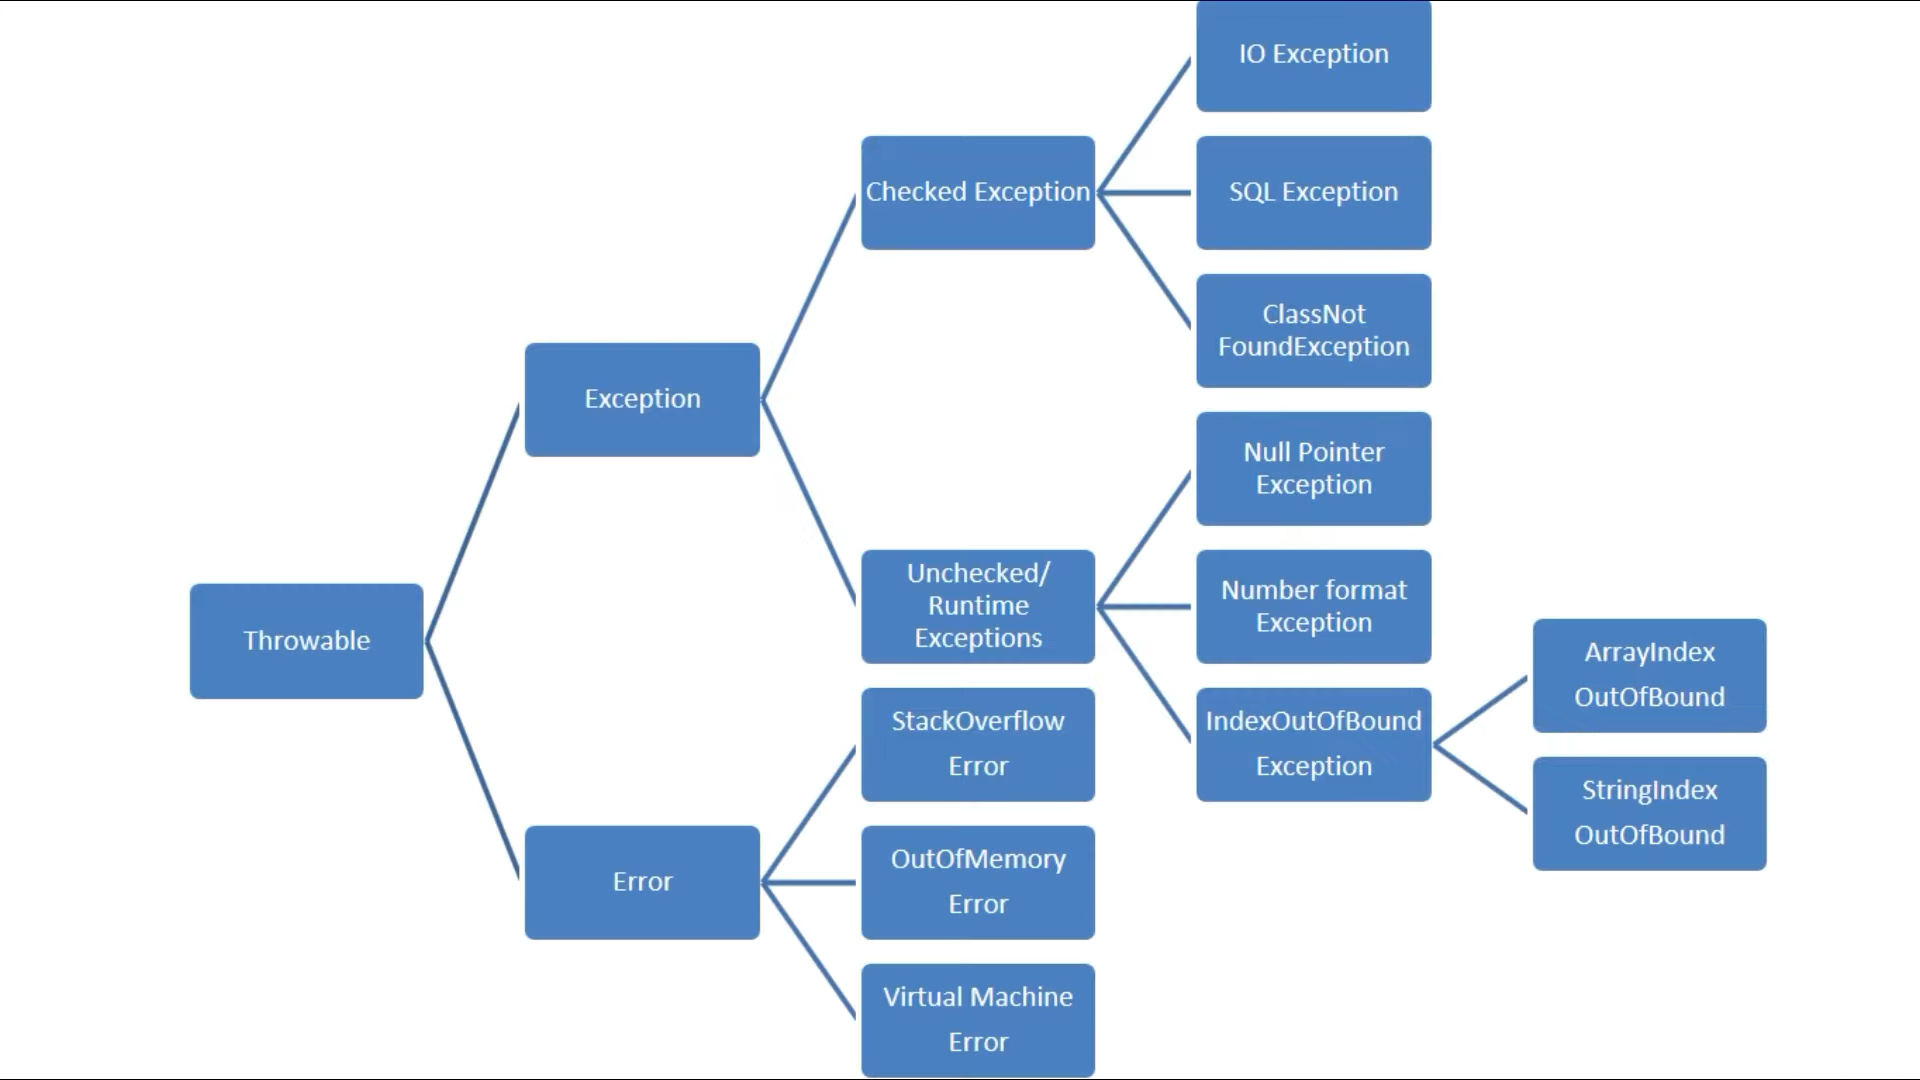 IO Exception
Checked Exception
SQL Exception
ClassNot
FoundException
Exception
Null Pointer
Exception
Unchecked/
Runtime
Exceptions
Number format
Exception
Throwable
ArrayIndex
OutOfBound
StackOverflow
Error
IndexOutOfBound
Exception
StringIndex
OutOfBound
Error
OutOfMemory
Error
Virtual Machine
Error